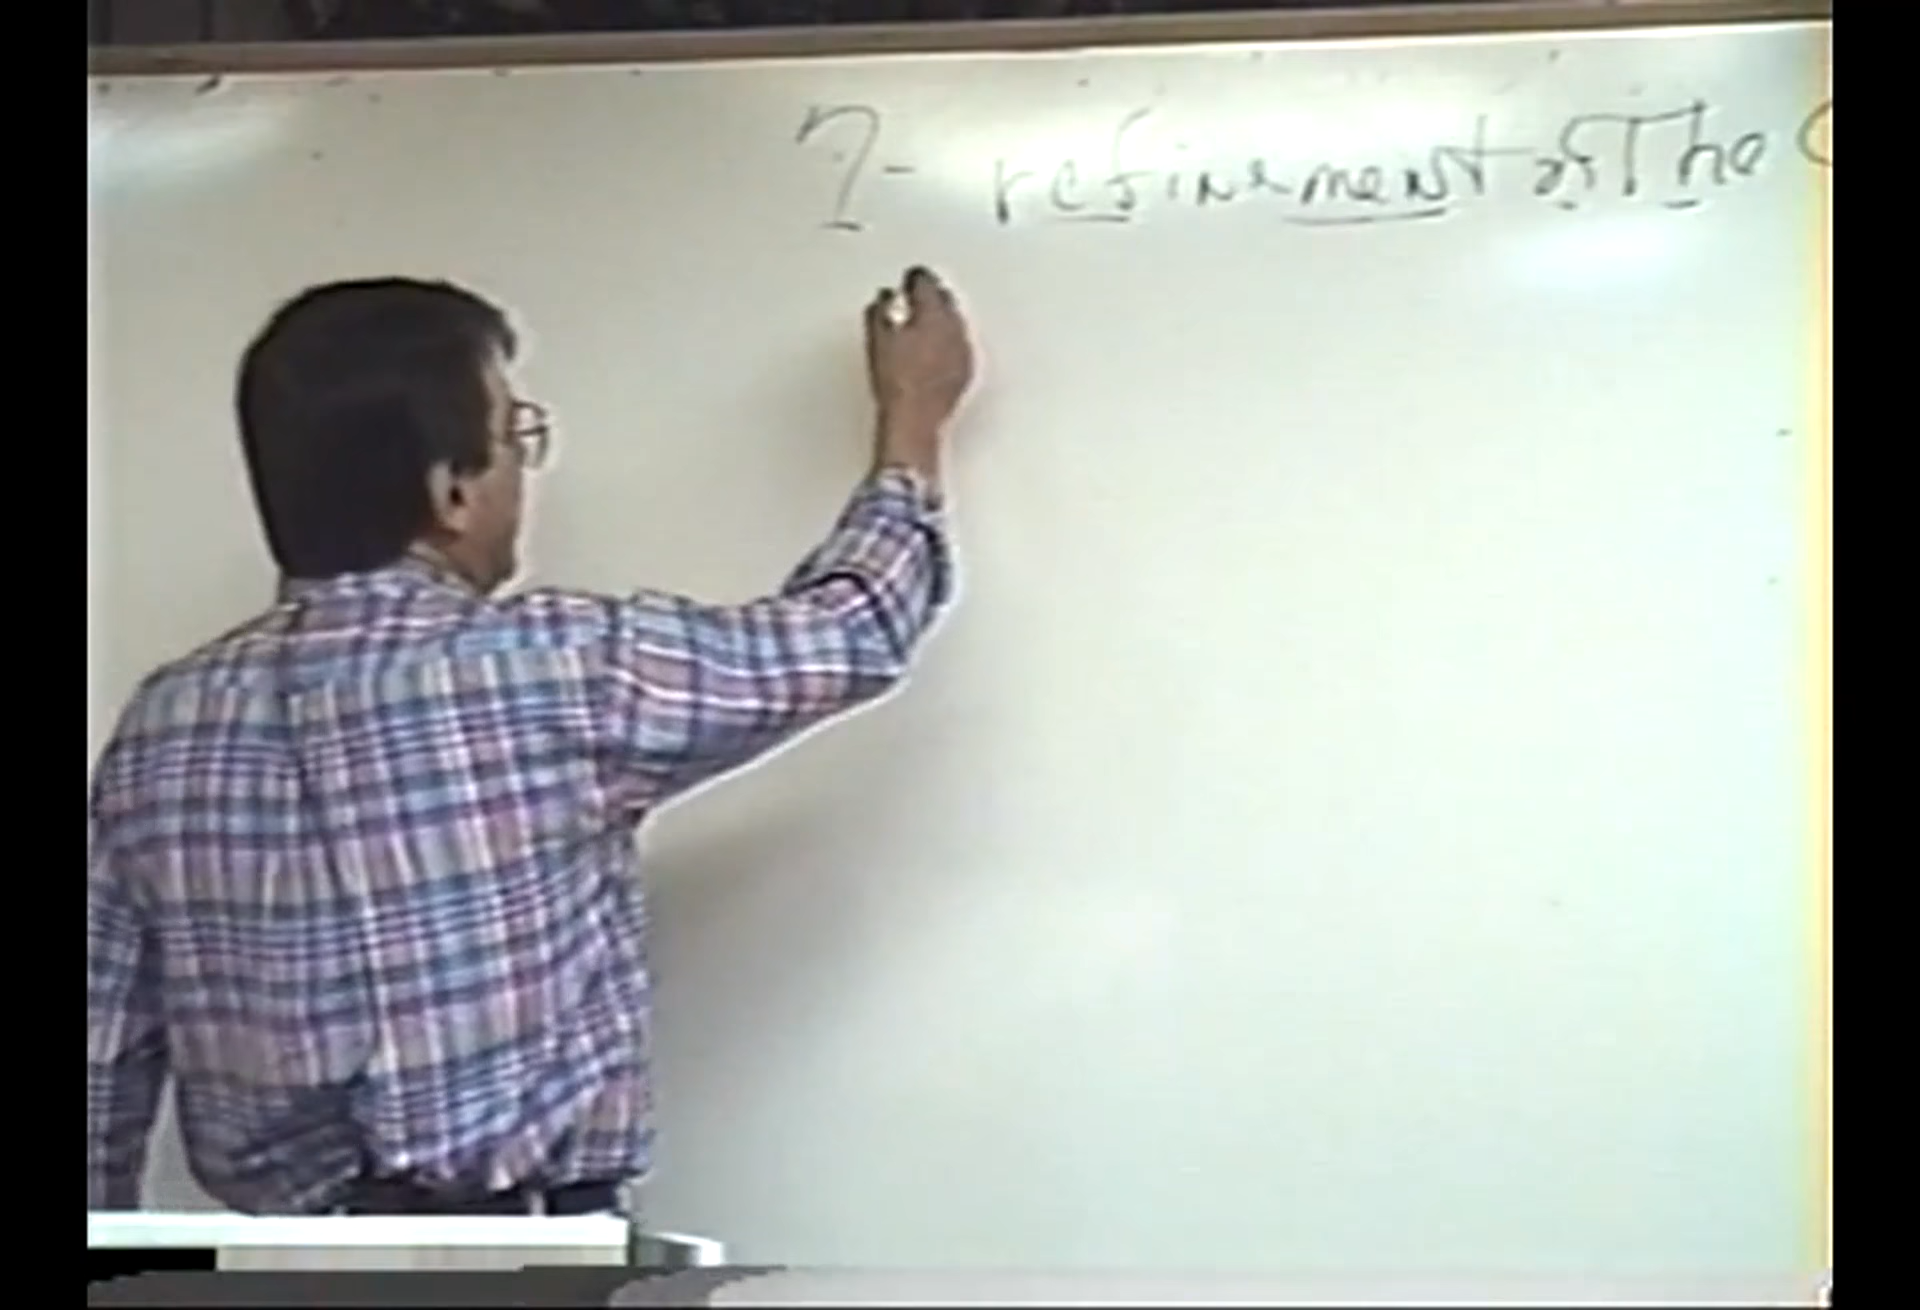 7- refinement of The